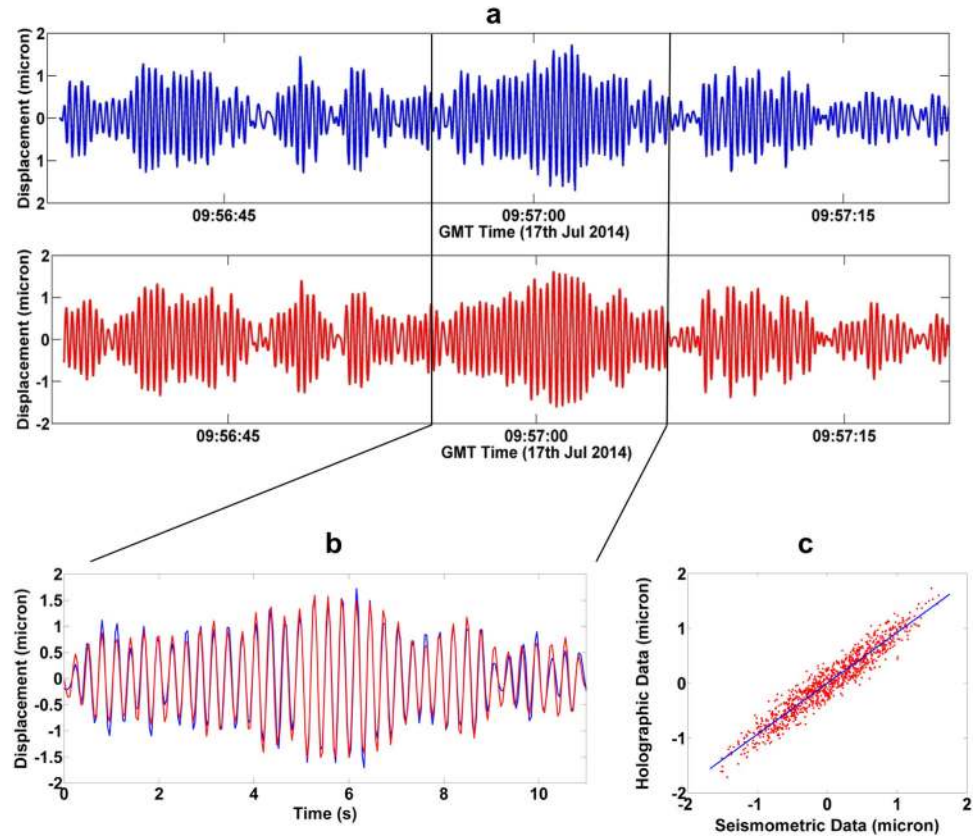 a
Displacement (micron)
2
1
0
1
2
09:56:45
09:57:00
09:57:15
GMT Time (17th Jul 2014)
Displacement (micron)
2
1
0
-1
-2
09:56:45
09:57:00
09:57:15
GMT Time (17th Jul 2014)
b
Displacement (micron)
2
1.5
1
0.5
0
-0.5
-1
-1.5
-2
0 2 4 6 8 10
Time (s)
c
Holographic Data (micron)
2
1
0
-1
-2
-2 -1 0 1 2
Seismometric Data (micron)